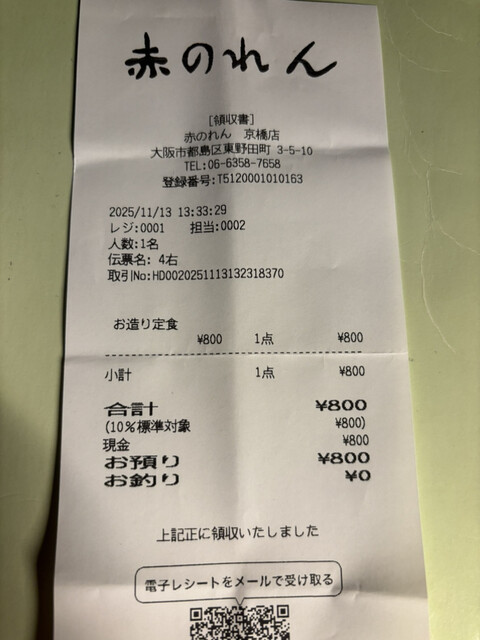 赤のれん
[領収書]
赤のれん 京橋店
大阪市都島区東野田町 3-5-10
TEL:06-6358-7658
登録番号:T5120001010163
2025/11/13 13:33:29
レジ:0001 担当:0002
人数:1名
伝票名: 4右
取引No:HD0020251113132318370
お造り定食
¥800 1点 ¥800
小計 1点 ¥800
合計 ¥800
(10%標準対象 ¥800)
現金 ¥800
お預り ¥800
お釣り ¥0
上記正に領収いたしました
電子レシートをメールで受け取る